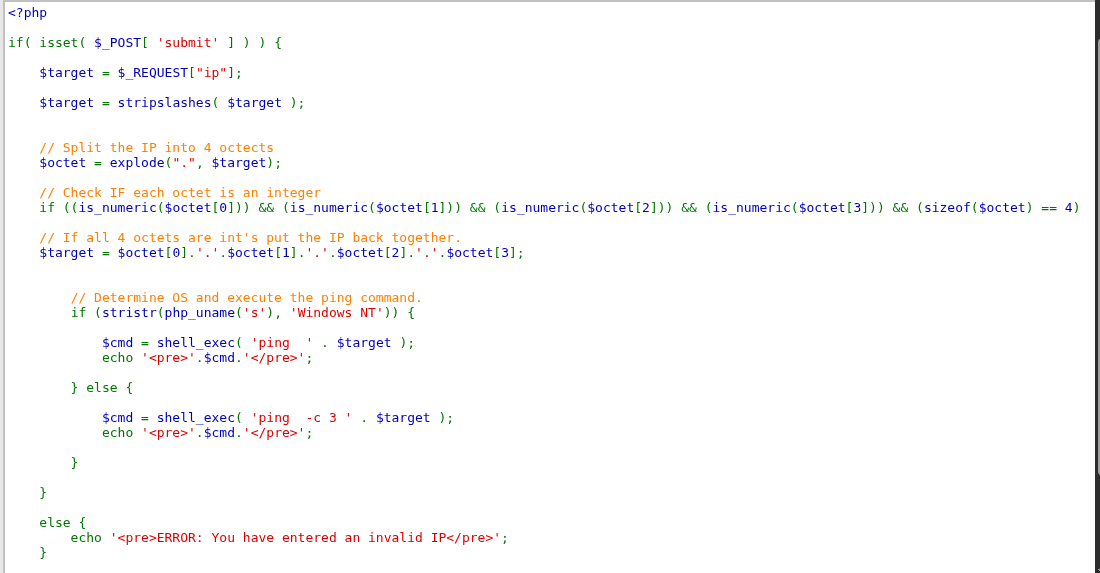 <?php
if( isset( $_POST[ 'submit' ] ) ) {
$target = $_REQUEST["ip"];
$target = stripslashes( $target );
// Split the IP into 4 octects
$octet = explode(".", $target);
// Check IF each octet is an integer
if ((is_numeric($octet[0])) && (is_numeric($octet[1])) && (is_numeric($octet[2])) && (is_numeric($octet[3])) && (sizeof($octet) == 4)
// If all 4 octets are int's put the IP back together.
$target = $octet[0].'.'.$octet[1].'.'.$octet[2].'.'.$octet[3];
// Determine OS and execute the ping command.
if (stristr(php_uname('s'), 'Windows NT')) {
$cmd = shell_exec( 'ping  ' . $target );
echo '<pre>'.$cmd.'</pre>';
} else {
$cmd = shell_exec( 'ping  -c 3 ' . $target );
echo '<pre>'.$cmd.'</pre>';
}
}
else {
echo '<pre>ERROR: You have entered an invalid IP</pre>';
}